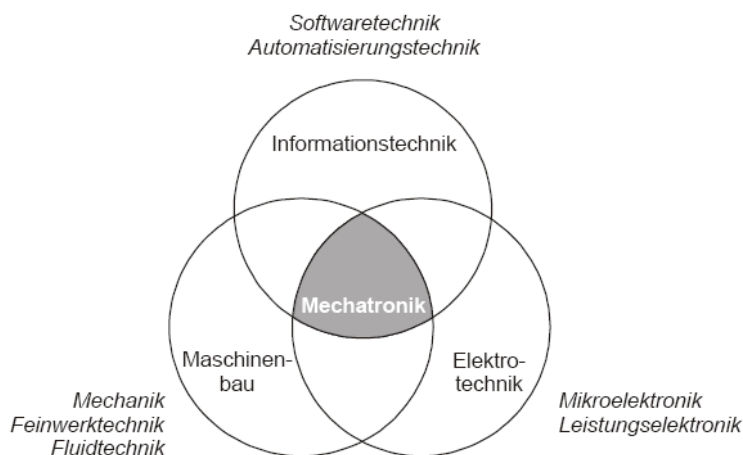 Softwaretechnik
Automatisierungstechnik
Informationstechnik
Mechatronik
Maschinen-
bau
Elektro-
technik
Mechanik
Feinwerktechnik
Fluidtechnik
Mikroelektronik
Leistungselektronik